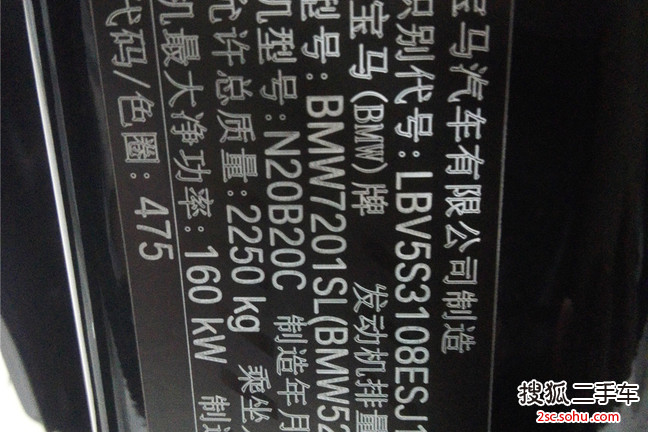 宝马汽车有限公司制造
识别代号:LBV5S3108ESJ1
宝马(BMW)牌 发动机排量
型号:BMW7201SL(BMW52
机型号:N20B20C 制造年月
允许总质量:2250 kg 乘坐
机最大净功率:160 kW 制造
代码/色圈:475
搜狐二手车
2sc.sohu.com